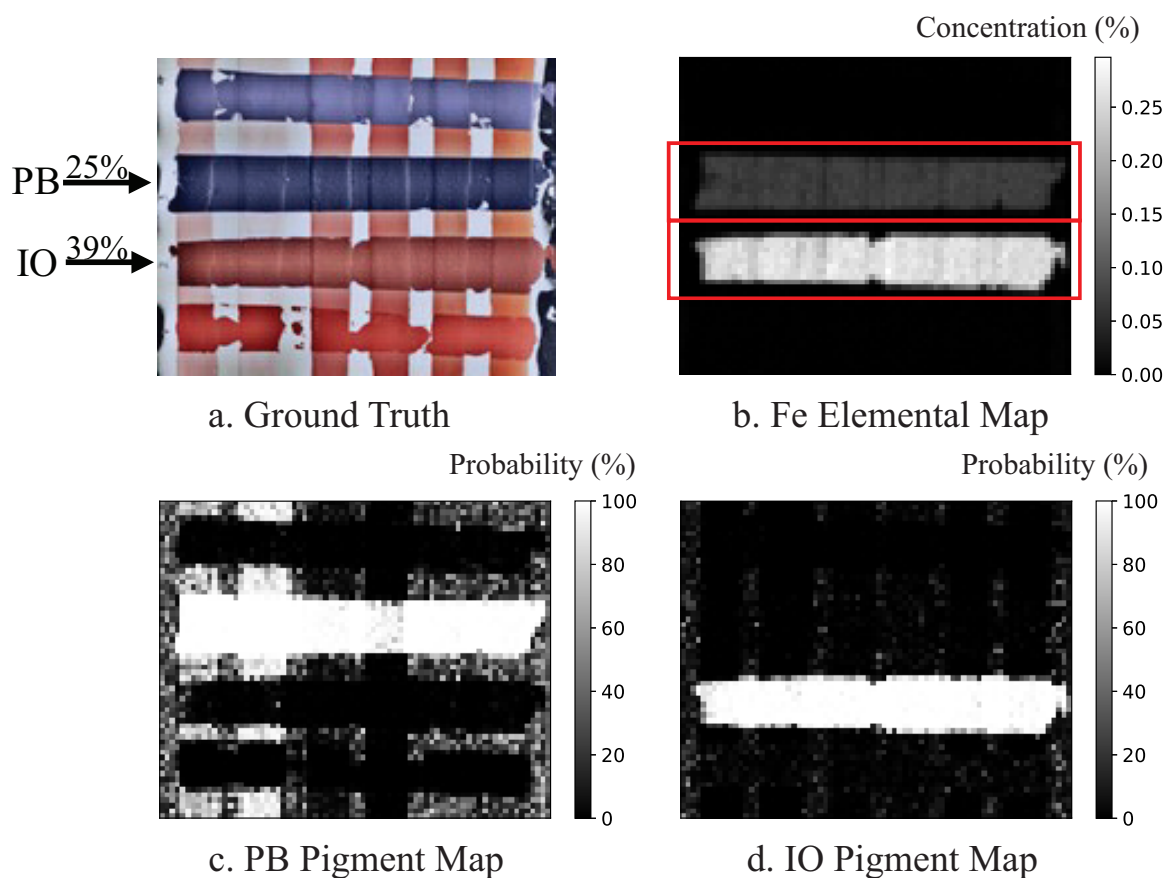 Concentration (%)
PB 25%
IO 39%
0.25
0.20
0.15
0.10
0.05
0.00
a. Ground Truth
b. Fe Elemental Map
Probability (%)
100
80
60
40
20
0
Probability (%)
100
80
60
40
20
0
c. PB Pigment Map
d. IO Pigment Map